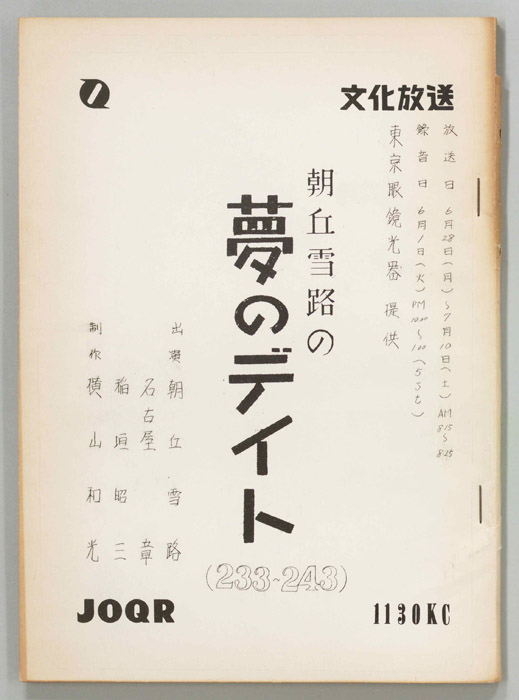 文化放送
放送日 6月28日(月)〜7月10日(土) AM 8:15〜8:25
録音日 6月1日(火) PM 10:00〜1:00 (5st)
東京眼鏡光器 提供
朝丘雪路の
夢のデイト
(233~243)
出演 朝丘雪路
石古屋章
稲垣昭三
制作 横山和光
JOQR
1130KC